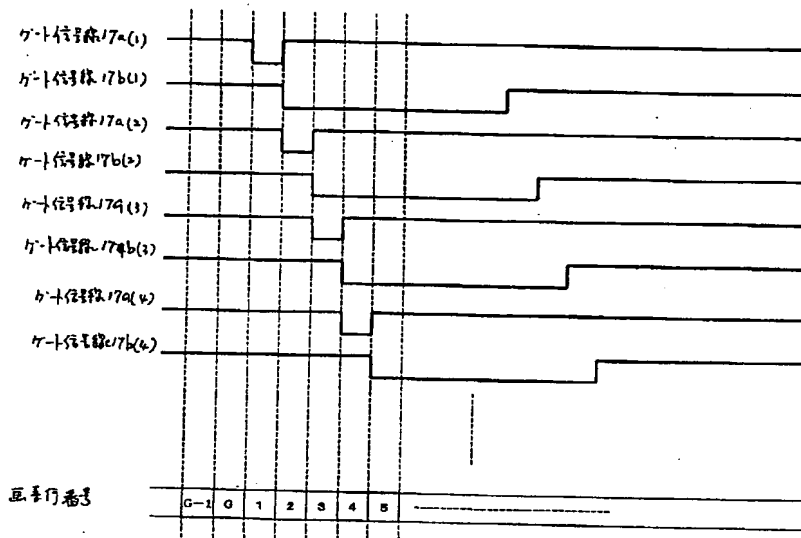 ゲート信号線17a(1)
ゲート信号線17b(1)
ゲート信号線17a(2)
ゲート信号線17b(2)
ゲート信号線17a(3)
ゲート信号線17b(3)
ゲート信号線17a(4)
ゲート信号線17b(4)
画素行番号 G-1 G 1 2 3 4 5